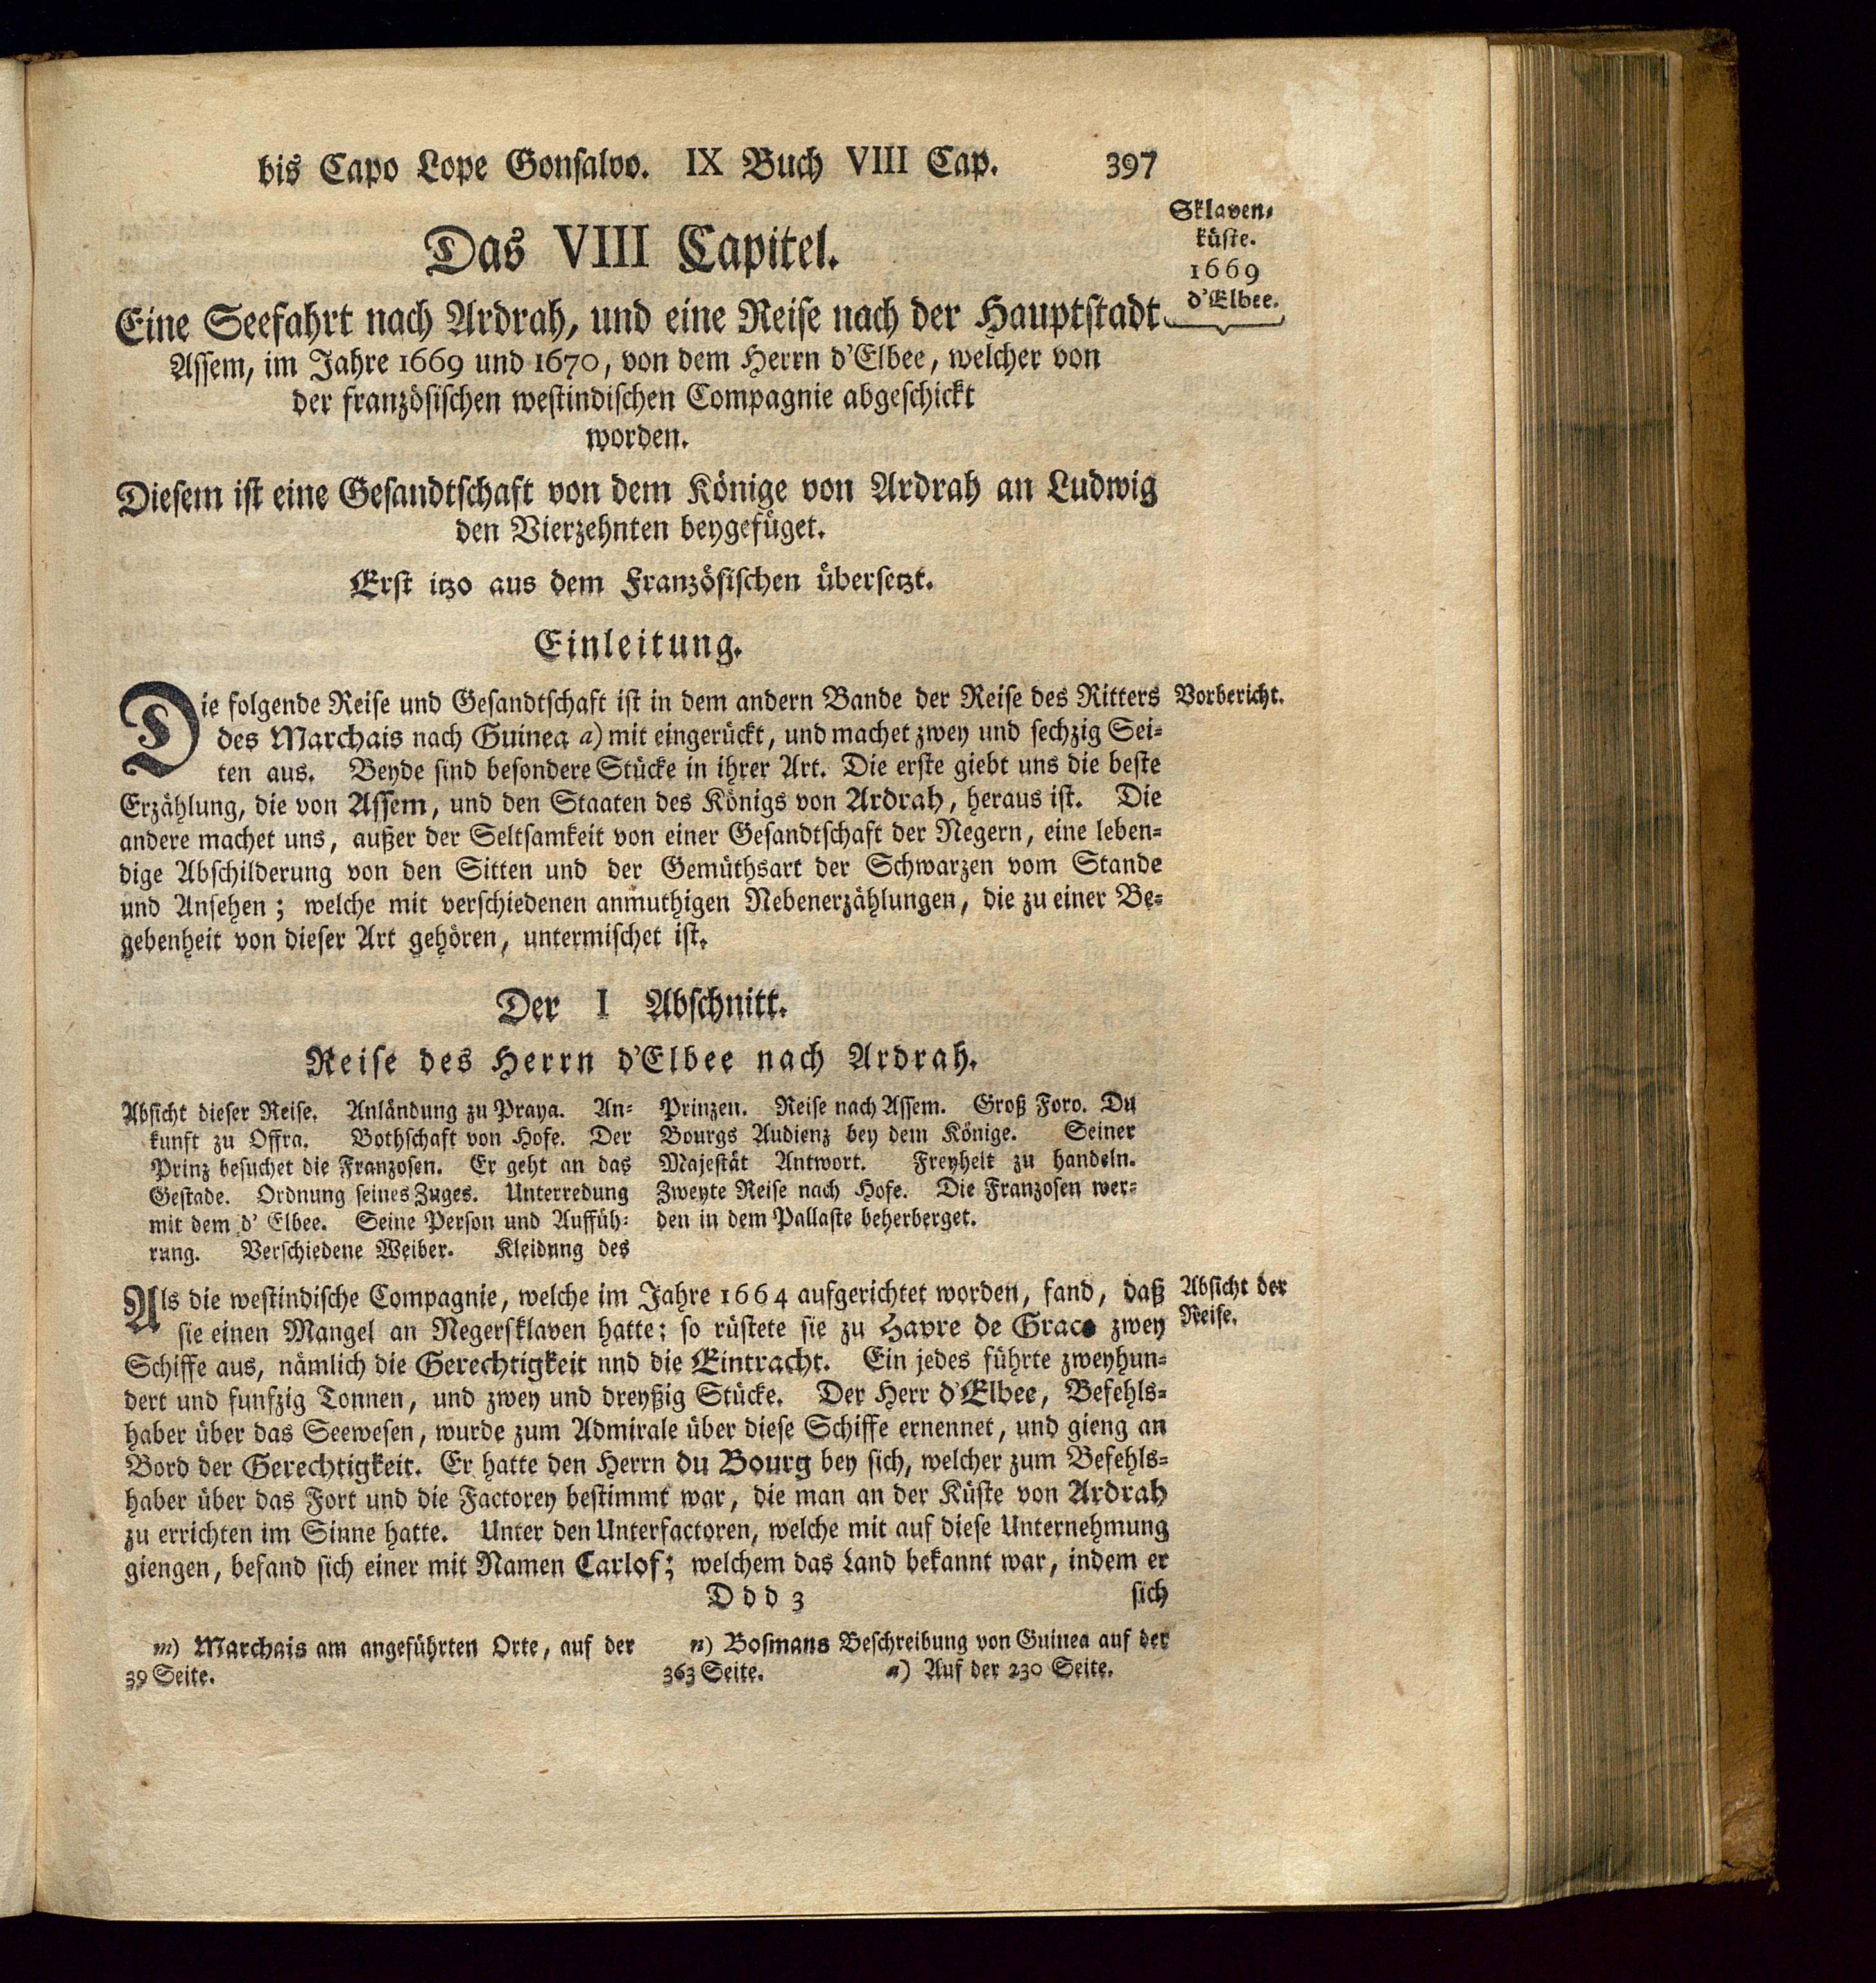 bis Capo Lope Gonsalvo. IX Buch VIII Cap. 397
Sklaven-
küste.
1669
d'Elbee.
Das VIII Capitel.
Eine Seefahrt nach Ardrah, und eine Reise nach der Hauptstadt
Assem, im Jahre 1669 und 1670, von dem Herrn d'Elbee, welcher von
der französischen westindischen Compagnie abgeschickt
worden.
Diesem ist eine Gesandtschaft von dem Könige von Ardrah an Ludwig
den Vierzehnten beygefüget.
Erst itzo aus dem Französischen übersetzt.
Einleitung.
Die folgende Reise und Gesandtschaft ist in dem andern Bande der Reise des Ritters
des Marchais nach Guinea a) mit eingerückt, und machet zwey und sechzig Sei-
ten aus. Beyde sind besondere Stücke in ihrer Art. Die erste giebt uns die beste
Erzählung, die von Assem, und den Staaten des Königs von Ardrah, heraus ist. Die
andere machet uns, außer der Seltsamkeit von einer Gesandtschaft der Negern, eine leben-
dige Abschilderung von den Sitten und der Gemüthsart der Schwarzen vom Stande
und Ansehen; welche mit verschiedenen anmuthigen Nebenerzählungen, die zu einer Be-
gebenheit von dieser Art gehören, untermischet ist.
Vorbericht.
Der I Abschnitt.
Reise des Herrn d'Elbee nach Ardrah.
Absicht dieser Reise. Anländung zu Praya. An-
kunft zu Offra. Bothschaft von Hofe. Der
Prinz besuchet die Franzosen. Er geht an das
Gestade. Ordnung seines Zuges. Unterredung
mit dem d' Elbee. Seine Person und Auffüh-
rung. Verschiedene Weiber. Kleidung des
Prinzen. Reise nach Assem. Groß Foro. Du
Bourgs Audienz bey dem Könige. Seiner
Majestät Antwort. Freyheit zu handeln.
Zweyte Reise nach Hofe. Die Franzosen wer-
den in dem Pallaste beherberget.
Als die westindische Compagnie, welche im Jahre 1664 aufgerichtet worden, fand, daß
sie einen Mangel an Negersklaven hatte: so rüstete sie zu Havre de Grace zwey
Schiffe aus, nämlich die Gerechtigkeit nnd die Eintracht. Ein jedes führte zweyhun-
dert und funfzig Tonnen, und zwey und dreyßig Stücke. Der Herr d'Elbee, Befehls-
haber über das Seewesen, wurde zum Admirale über diese Schiffe ernennet, und gieng an
Bord der Gerechtigkeit. Er hatte den Herrn du Bourg bey sich, welcher zum Befehls-
haber über das Fort und die Factorey bestimmt war, die man an der Küste von Ardrah
zu errichten im Sinne hatte. Unter den Unterfactoren, welche mit auf diese Unternehmung
giengen, befand sich einer mit Namen Carlof; welchem das Land bekannt war, indem er
Absicht der
Reise.
Ddd 3 sich
m) Marchais am angeführten Orte, auf der
39 Seite.
n) Bosmans Beschreibung von Guinea auf der
363 Seite. a) Auf der 230 Seite.